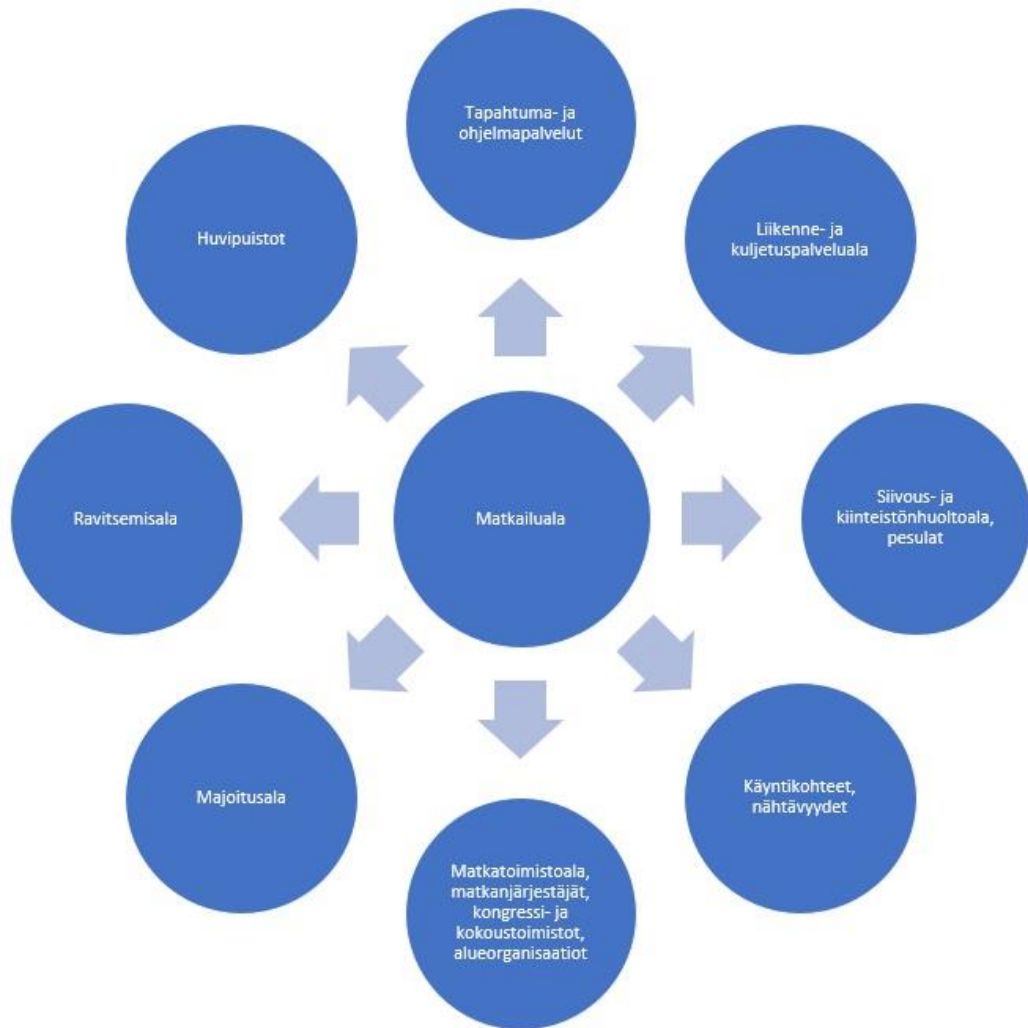 Tapahtuma- ja
ohjelmapalvelut
Huvipuistot
Liikenne- ja
kuljetuspalveluala
Ravitsemisala
Matkailuala
Siivous- ja
kiinteistönhuoltoala,
pesulat
Majoitusala
Käyntikohteet,
nähtävyydet
Matkatoimistoala,
matkanjärjestäjät,
kongressi- ja
kokoustoimistot,
alueorganisaatiot